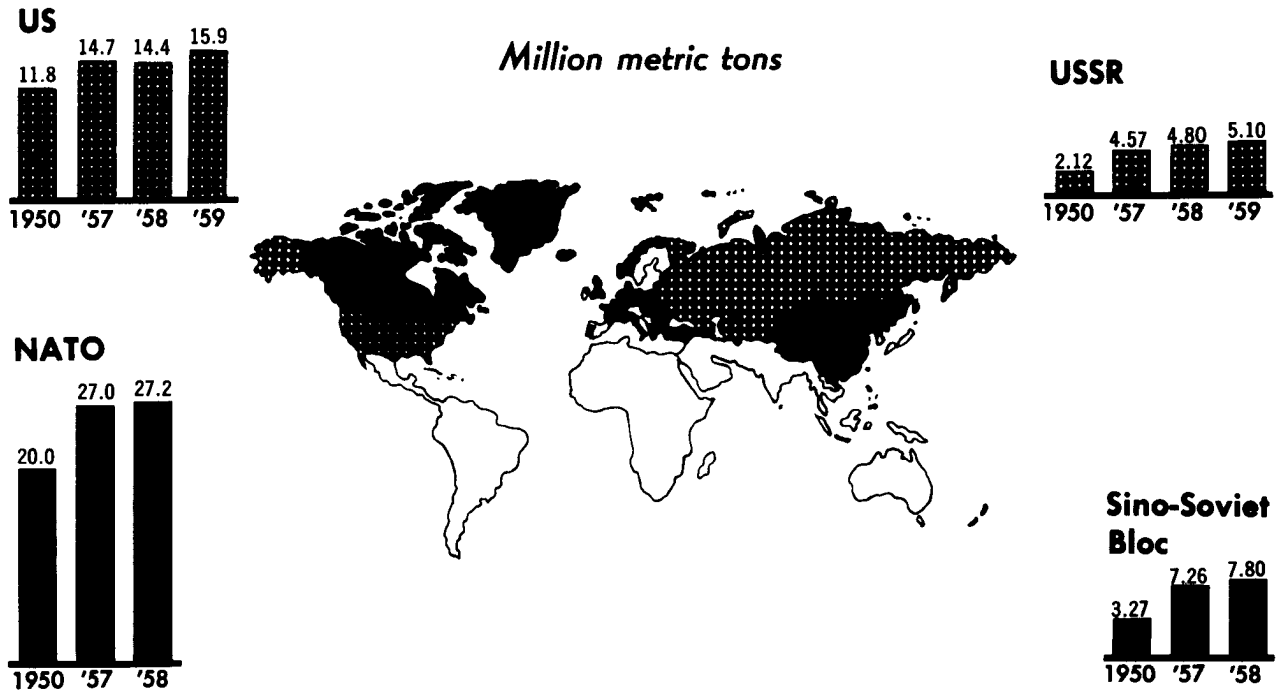 US
11.8 14.7 14.4 15.9
1950 '57 '58 '59
Million metric tons
USSR
2.12 4.57 4.80 5.10
1950 '57 '58 '59
NATO
20.0 27.0 27.2
1950 '57 '58
Sino-Soviet
Bloc
3.27 7.26 7.80
1950 '57 '58